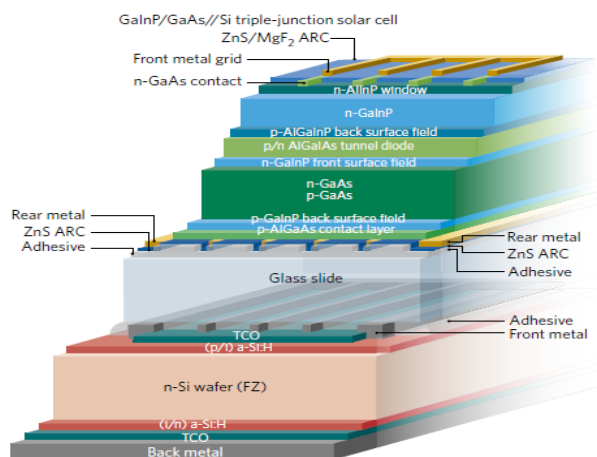 GaInP/GaAs//Si triple-junction solar cell
ZnS/MgF₂ ARC
Front metal grid
n-GaAs contact
n-AlInP window
n-GaInP
p-AlGaInP back surface field
p/n AlGaIAs tunnel diode
n-GaInP front surface field
n-GaAs
p-GaAs
p-GaInP back surface field
p-AlGaAs contact layer
Rear metal
ZnS ARC
Adhesive
Rear metal
ZnS ARC
Adhesive
Glass slide
Adhesive
Front metal
TCO
(p/i) a-Si:H
n-Si wafer (FZ)
(i/n) a-Si:H
TCO
Back metal